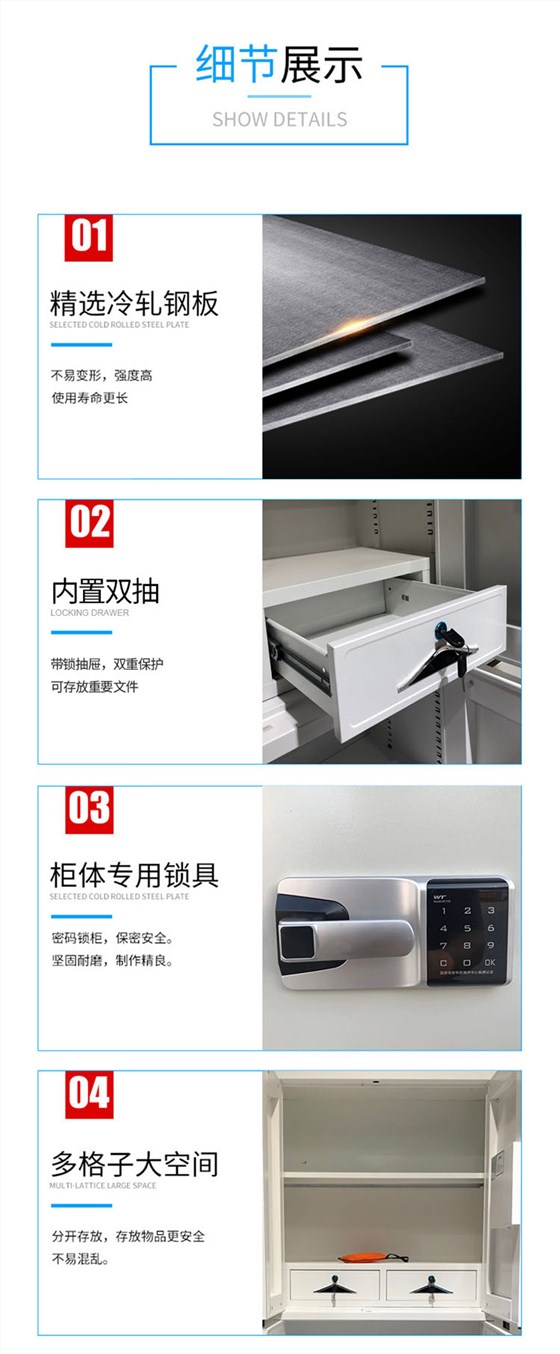 细节展示
SHOW DETAILS
01
精选冷轧钢板
SELECTED COLD ROLLED STEEL PLATE
不易变形，强度高
使用寿命更长
02
内置双抽
LOCKING DRAWER
带锁抽屉，双重保护
可存放重要文件
03
柜体专用锁具
SELECTED COLD ROLLED STEEL PLATE
密码锁柜，保密安全。
坚固耐磨，制作精良。
WT
1 2 3
4 5 6
7 8 9
C 0 OK
04
多格子大空间
MULTI-LATTICE LARGE SPACE
分开存放，存放物品更安全
不易混乱。